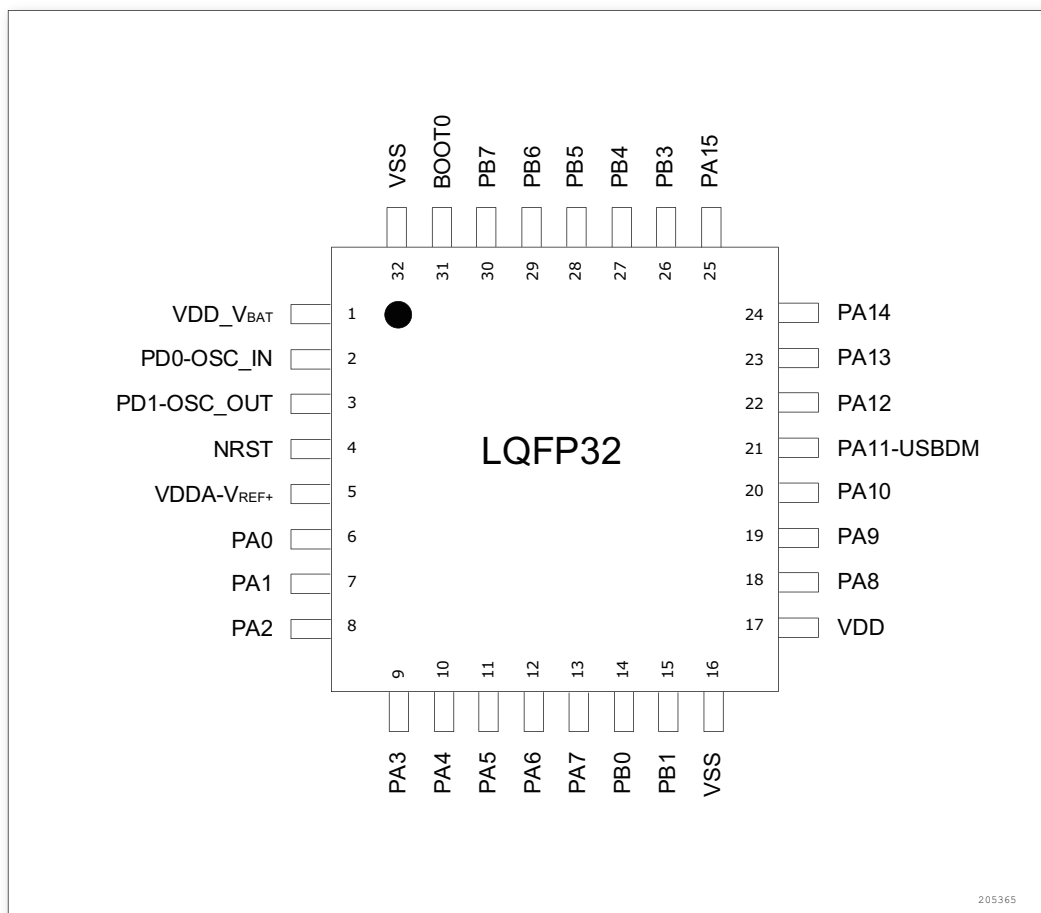 VSS
BOOT0
PB7
PB6
PB5
PB4
PB3
PA15
32
31
30
29
28
27
26
25
VDD_VBAT 1
PD0-OSC_IN 2
PD1-OSC_OUT 3
NRST 4
VDDA-VREF+ 5
PA0 6
PA1 7
PA2 8
LQFP32
24 PA14
23 PA13
22 PA12
21 PA11-USBDM
20 PA10
19 PA9
18 PA8
17 VDD
9
10
11
12
13
14
15
16
PA3
PA4
PA5
PA6
PA7
PB0
PB1
VSS
205365